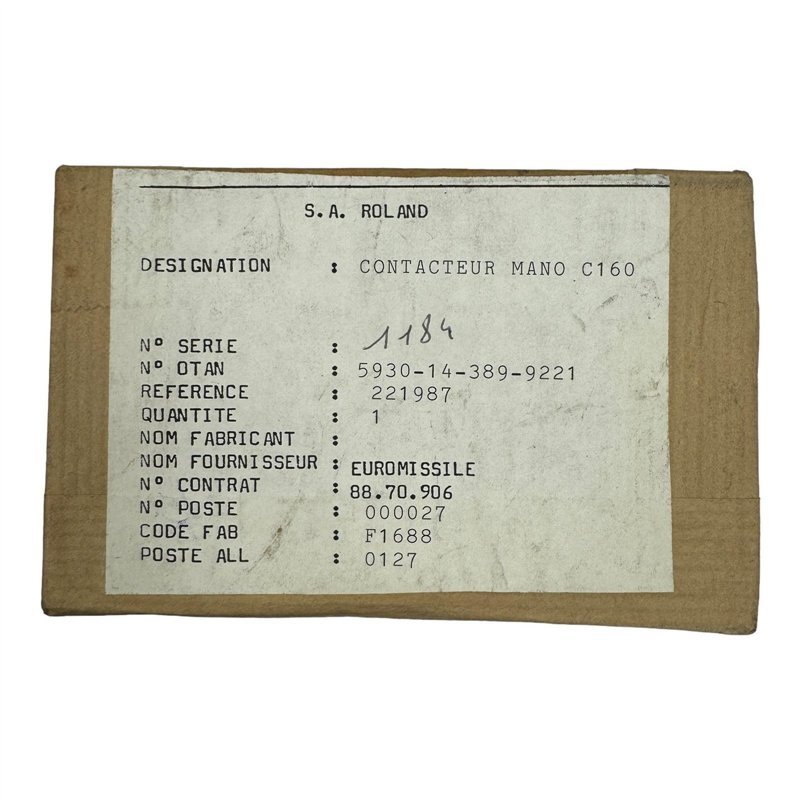 S.A. ROLAND
DESIGNATION : CONTACTEUR MANO C160
N° SERIE : 1184
N° OTAN : 5930-14-389-9221
REFERENCE : 221987
QUANTITE : 1
NOM FABRICANT :
NOM FOURNISSEUR : EUROMISSILE
N° CONTRAT : 88.70.906
N° POSTE : 000027
CODE FAB : F1688
POSTE ALL : 0127